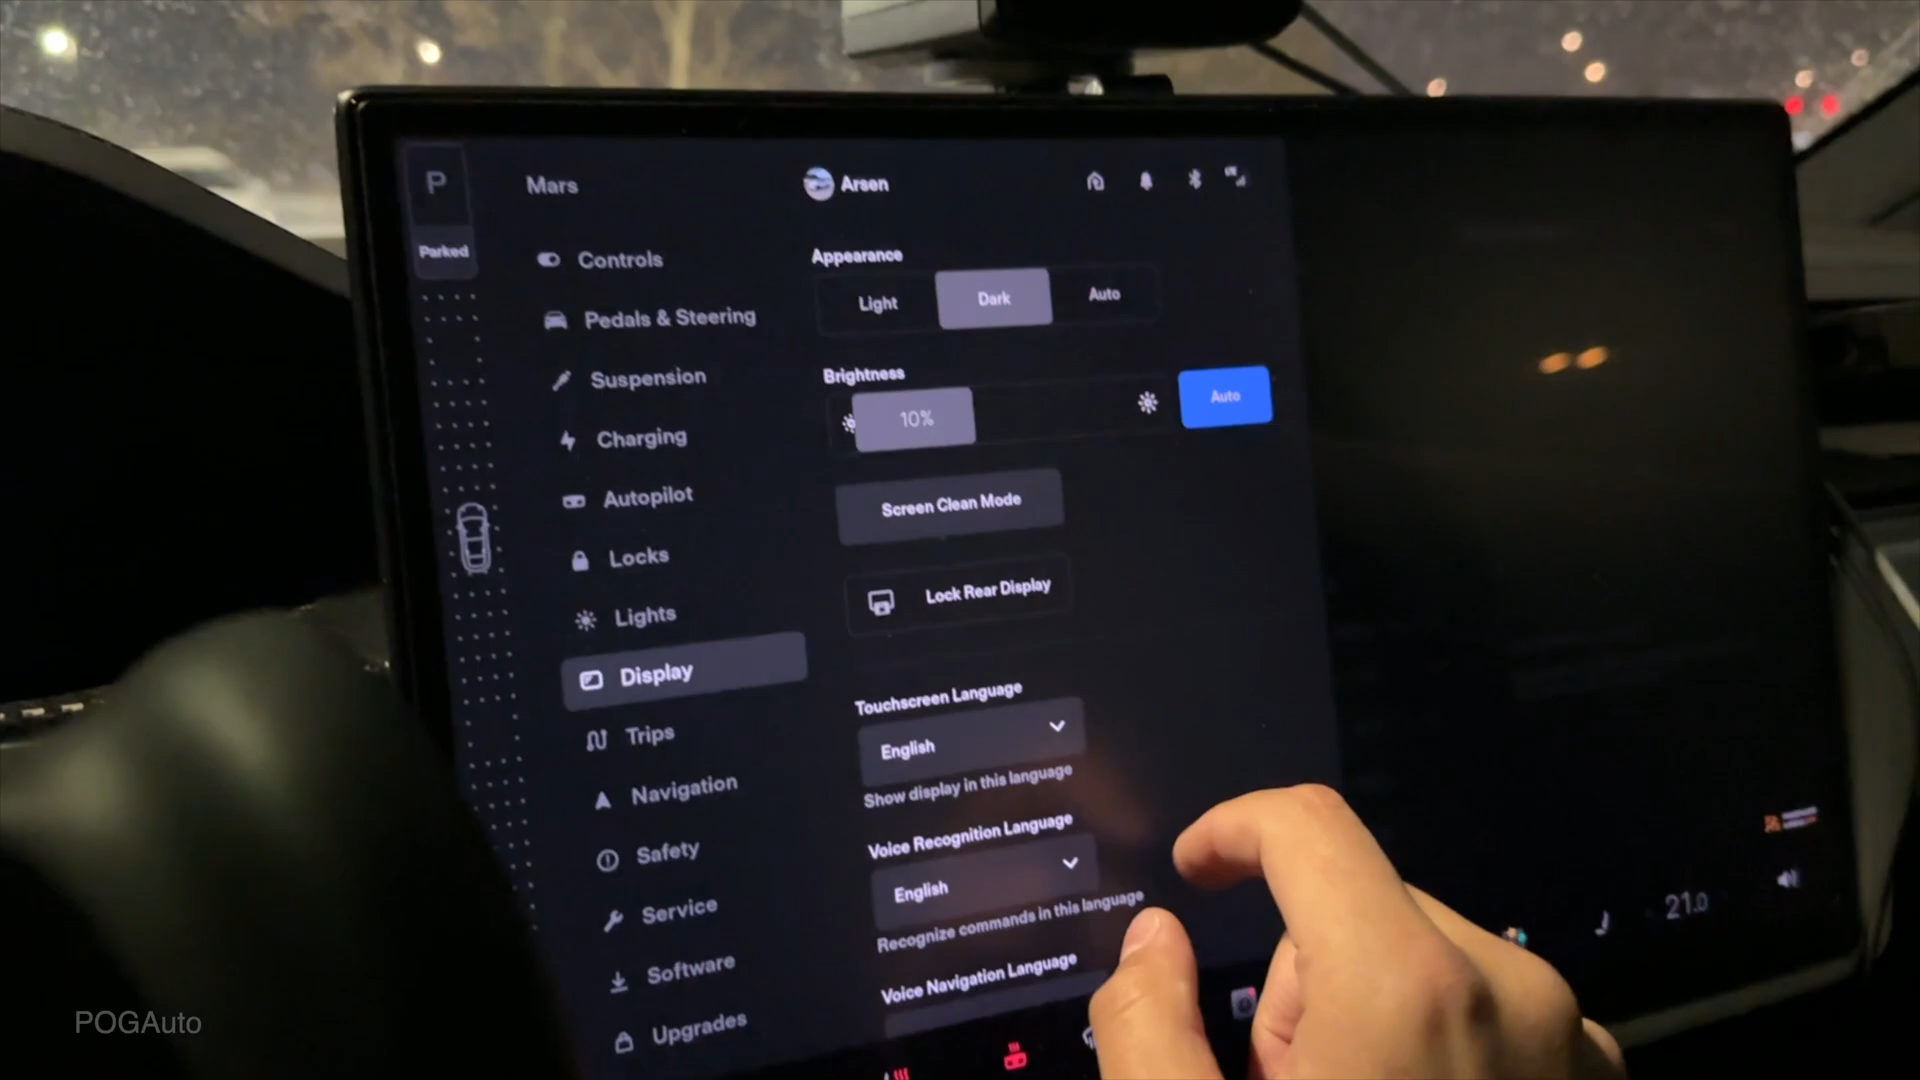 P
Parked
Mars
Arsen
Controls
Pedals & Steering
Suspension
Charging
Autopilot
Locks
Lights
Display
Trips
Navigation
Safety
Service
Software
Upgrades
Appearance
Light
Dark
Auto
Brightness
10%
Auto
Screen Clean Mode
Lock Rear Display
Touchscreen Language
English
Show display in this language
Voice Recognition Language
English
Recognize commands in this language
Voice Navigation Language
21.0
POGAuto